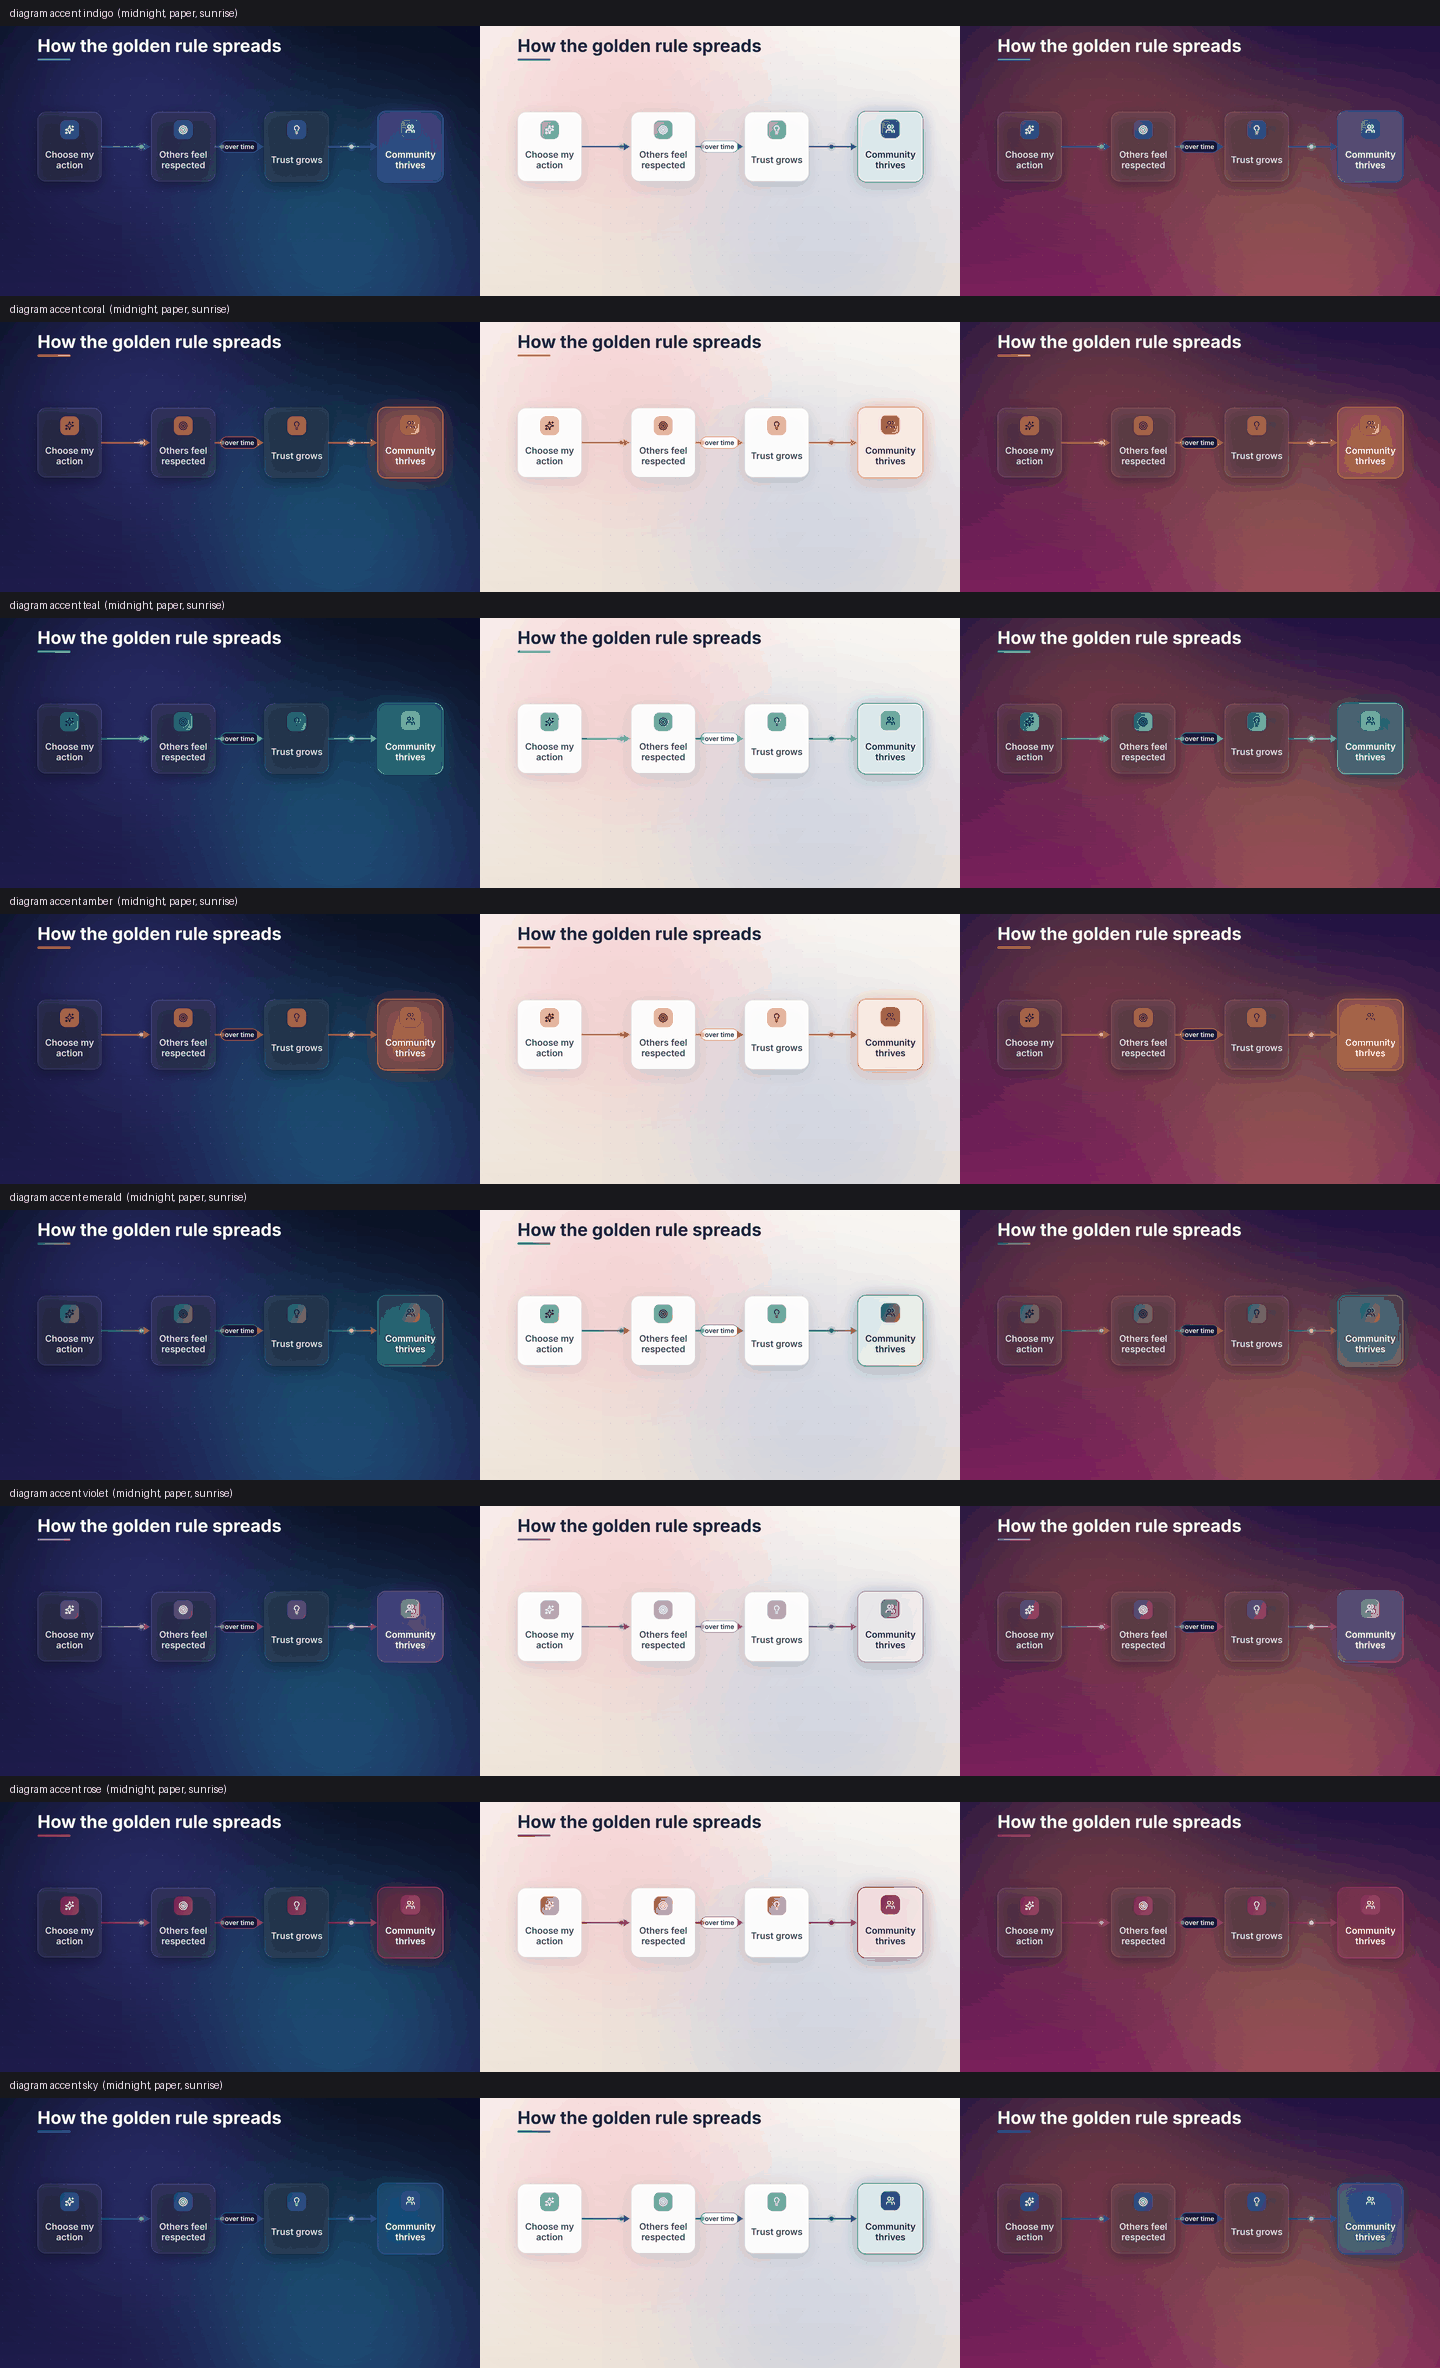 diagram accent indigo (midnight, paper, sunrise)
How the golden rule spreads
Choose my
action
Others feel
respected
over time
Trust grows
Community
thrives
How the golden rule spreads
Choose my
action
Others feel
respected
over time
Trust grows
Community
thrives
How the golden rule spreads
Choose my
action
Others feel
respected
over time
Trust grows
Community
thrives
diagram accent coral (midnight, paper, sunrise)
How the golden rule spreads
Choose my
action
Others feel
respected
over time
Trust grows
Community
thrives
How the golden rule spreads
Choose my
action
Others feel
respected
over time
Trust grows
Community
thrives
How the golden rule spreads
Choose my
action
Others feel
respected
over time
Trust grows
Community
thrives
diagram accent teal (midnight, paper, sunrise)
How the golden rule spreads
Choose my
action
Others feel
respected
over time
Trust grows
Community
thrives
How the golden rule spreads
Choose my
action
Others feel
respected
over time
Trust grows
Community
thrives
How the golden rule spreads
Choose my
action
Others feel
respected
over time
Trust grows
Community
thrives
diagram accent amber (midnight, paper, sunrise)
How the golden rule spreads
Choose my
action
Others feel
respected
over time
Trust grows
Community
thrives
How the golden rule spreads
Choose my
action
Others feel
respected
over time
Trust grows
Community
thrives
How the golden rule spreads
Choose my
action
Others feel
respected
over time
Trust grows
Community
thrives
diagram accent emerald (midnight, paper, sunrise)
How the golden rule spreads
Choose my
action
Others feel
respected
over time
Trust grows
Community
thrives
How the golden rule spreads
Choose my
action
Others feel
respected
over time
Trust grows
Community
thrives
How the golden rule spreads
Choose my
action
Others feel
respected
over time
Trust grows
Community
thrives
diagram accent violet (midnight, paper, sunrise)
How the golden rule spreads
Choose my
action
Others feel
respected
over time
Trust grows
Community
thrives
How the golden rule spreads
Choose my
action
Others feel
respected
over time
Trust grows
Community
thrives
How the golden rule spreads
Choose my
action
Others feel
respected
over time
Trust grows
Community
thrives
diagram accent rose (midnight, paper, sunrise)
How the golden rule spreads
Choose my
action
Others feel
respected
over time
Trust grows
Community
thrives
How the golden rule spreads
Choose my
action
Others feel
respected
over time
Trust grows
Community
thrives
How the golden rule spreads
Choose my
action
Others feel
respected
over time
Trust grows
Community
thrives
diagram accent sky (midnight, paper, sunrise)
How the golden rule spreads
Choose my
action
Others feel
respected
over time
Trust grows
Community
thrives
How the golden rule spreads
Choose my
action
Others feel
respected
over time
Trust grows
Community
thrives
How the golden rule spreads
Choose my
action
Others feel
respected
over time
Trust grows
Community
thrives